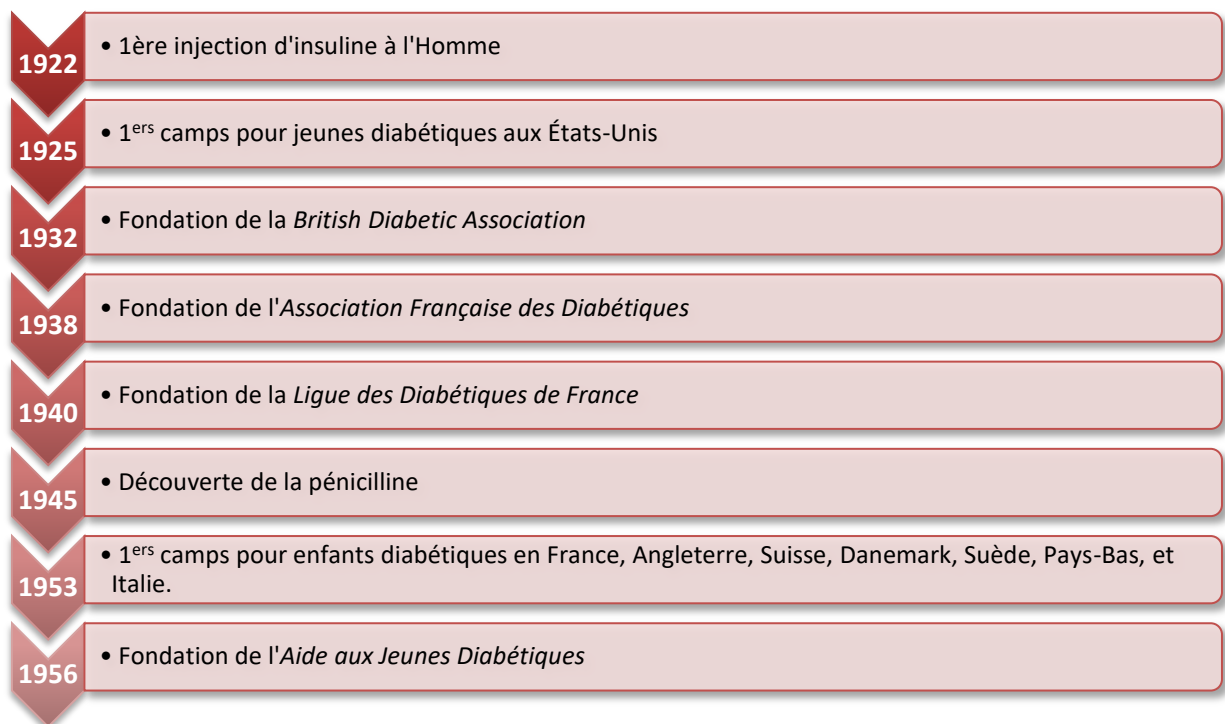 1922
• 1ère injection d'insuline à l'Homme
1925
• 1ers camps pour jeunes diabétiques aux États-Unis
1932
• Fondation de la British Diabetic Association
1938
• Fondation de l'Association Française des Diabétiques
1940
• Fondation de la Ligue des Diabétiques de France
1945
• Découverte de la pénicilline
1953
• 1ers camps pour enfants diabétiques en France, Angleterre, Suisse, Danemark, Suède, Pays-Bas, et
Italie.
1956
• Fondation de l'Aide aux Jeunes Diabétiques